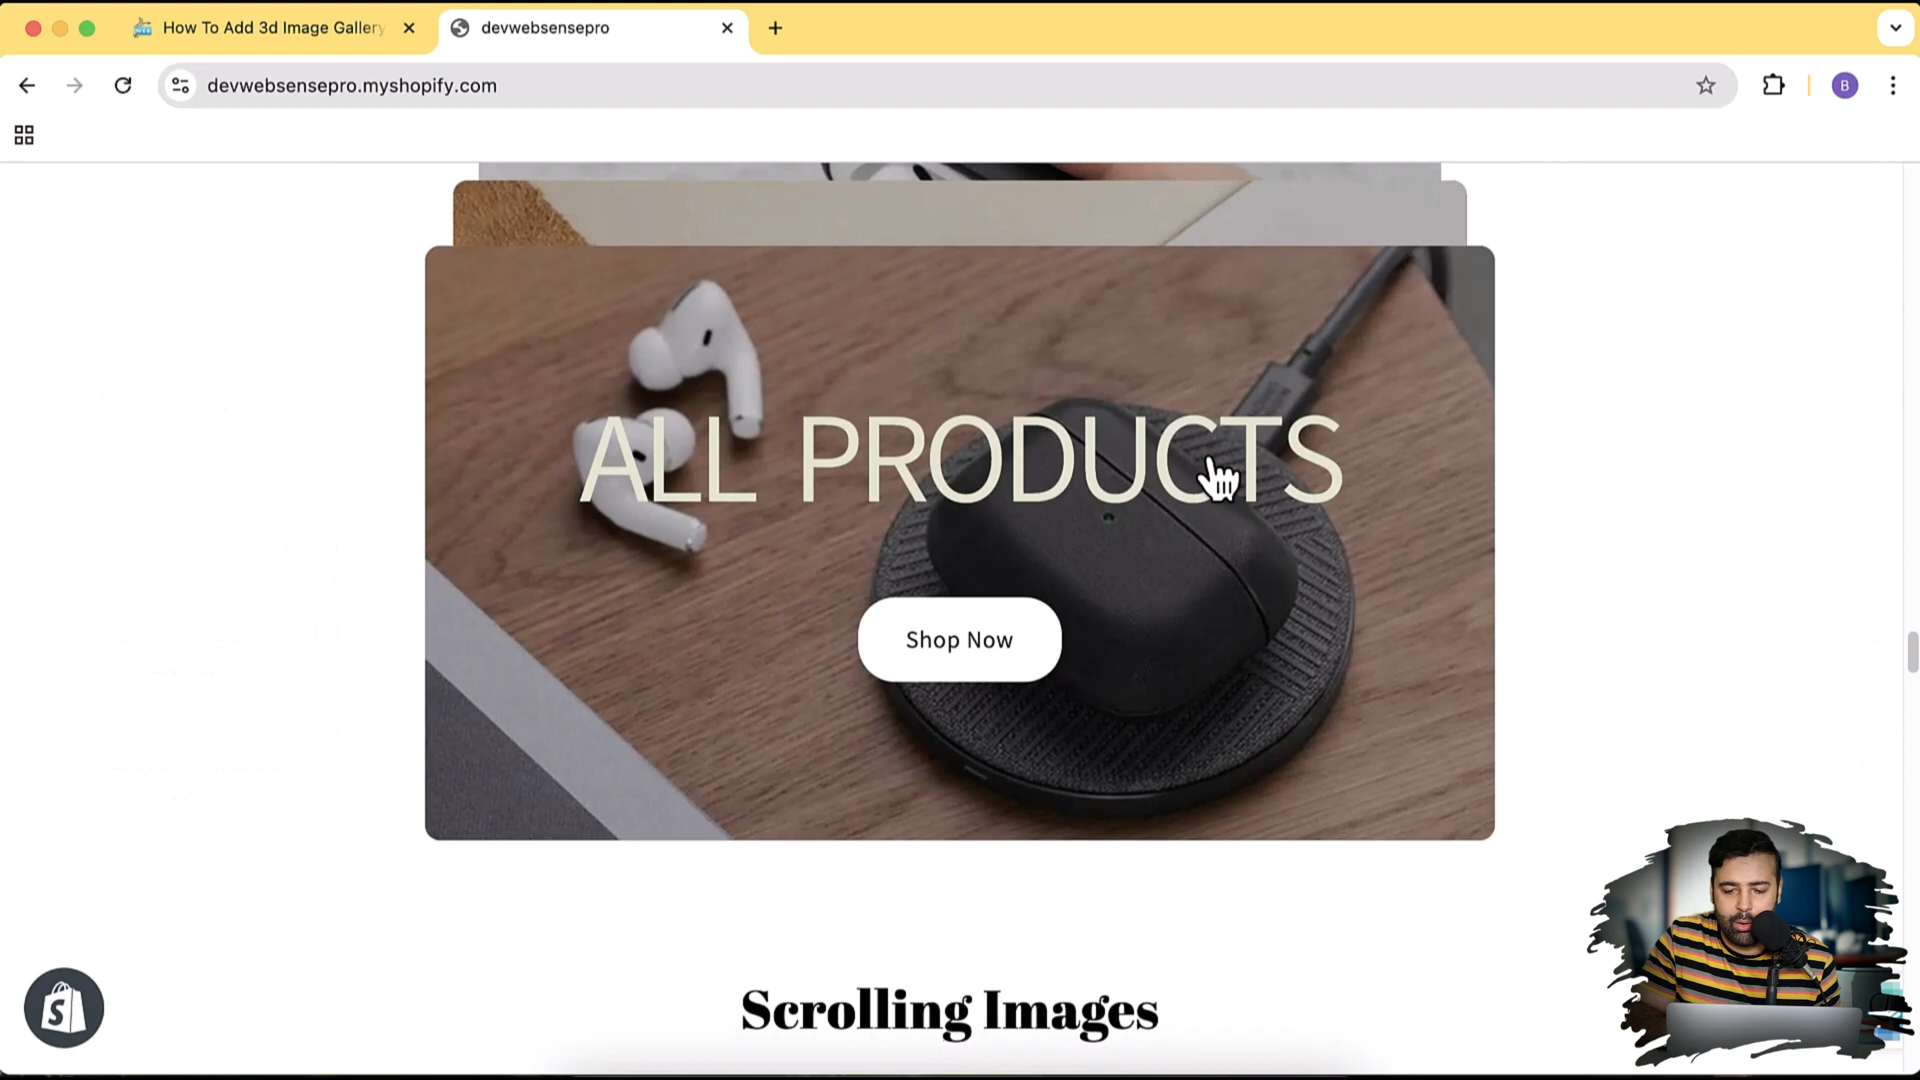 How To Add 3d Image Gallery
devwebsensepro
devwebsensepro.myshopify.com
B
ALL PRODUCTS
Shop Now
Scrolling Images
S